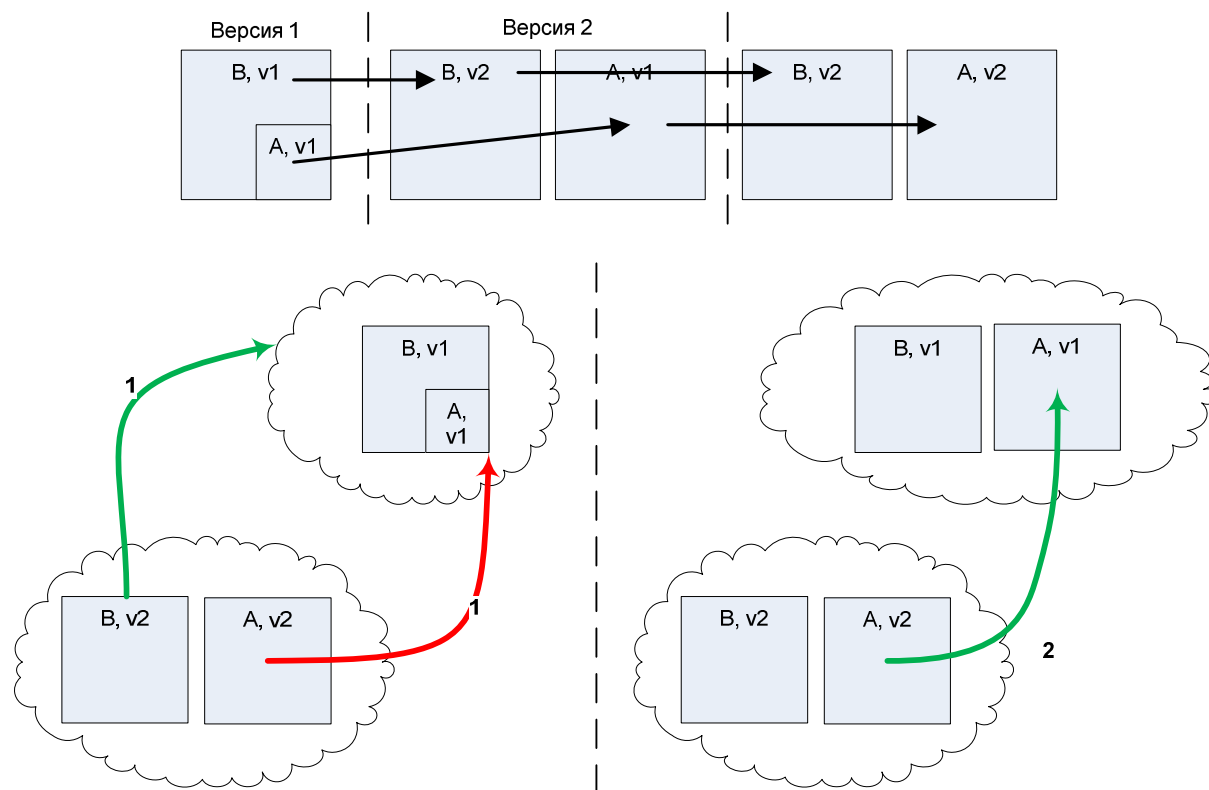 Версия 1
Версия 2
B, v1
B, v2
A, v1
B, v2
A, v2
A, v1
B, v1
A,
v1
B, v1
A, v1
1
1
B, v2
A, v2
B, v2
A, v2
2